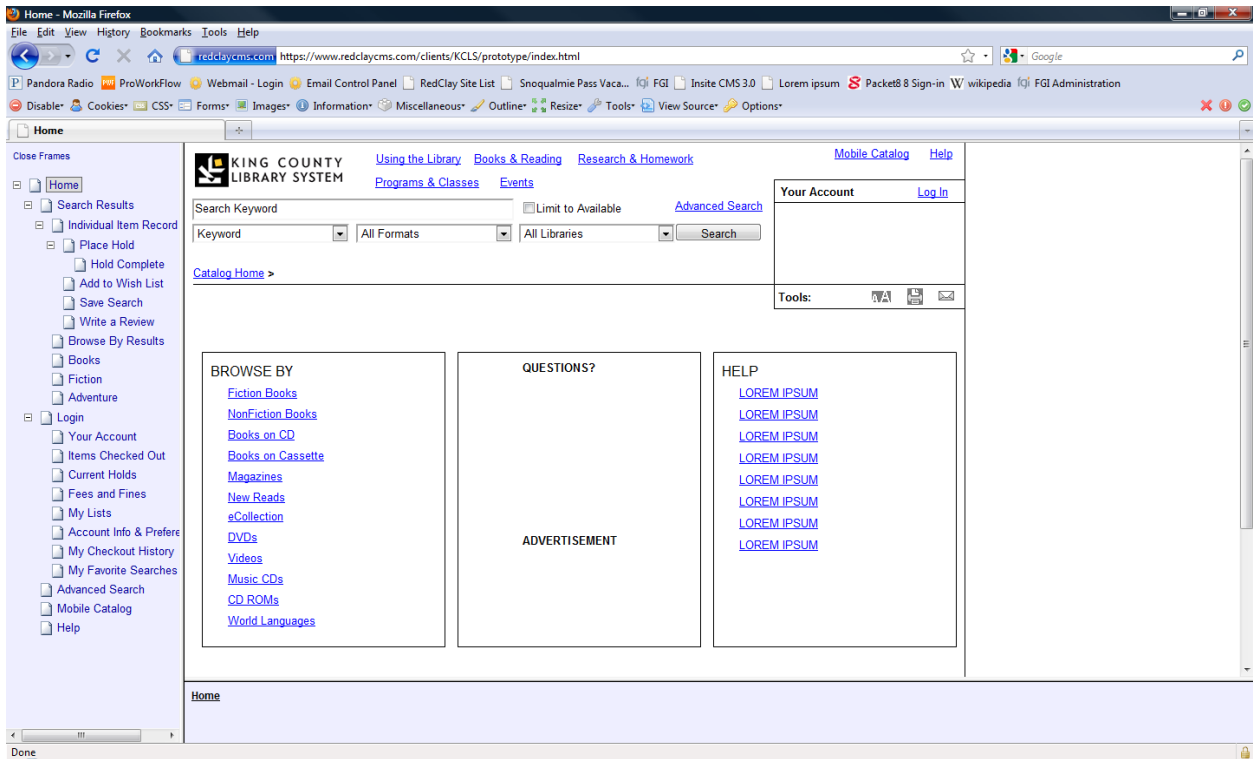 Home - Mozilla Firefox
File Edit View History Bookmarks Tools Help
redclaycms.com https://www.redclaycms.com/clients/KCLS/prototype/index.html Google
Pandora Radio ProWorkFlow Webmail - Login Email Control Panel RedClay Site List Snoqualmie Pass Vaca... FGI Insite CMS 3.0 Lorem ipsum Packet8 8 Sign-in wikipedia FGI Administration
Disable Cookies CSS Forms Images Information Miscellaneous Outline Resize Tools View Source Options
Home
Close Frames
Home
Search Results
Individual Item Record
Place Hold
Hold Complete
Add to Wish List
Save Search
Write a Review
Browse By Results
Books
Fiction
Adventure
Login
Your Account
Items Checked Out
Current Holds
Fees and Fines
My Lists
Account Info & Prefere
My Checkout History
My Favorite Searches
Advanced Search
Mobile Catalog
Help
KING COUNTY
LIBRARY SYSTEM
Using the Library Books & Reading Research & Homework
Programs & Classes Events
Mobile Catalog Help
Your Account Log In
Search Keyword Limit to Available Advanced Search
Keyword All Formats All Libraries Search
Catalog Home >
Tools: AA
BROWSE BY
Fiction Books
NonFiction Books
Books on CD
Books on Cassette
Magazines
New Reads
eCollection
DVDs
Videos
Music CDs
CD ROMs
World Languages
QUESTIONS?
ADVERTISEMENT
HELP
LOREM IPSUM
LOREM IPSUM
LOREM IPSUM
LOREM IPSUM
LOREM IPSUM
LOREM IPSUM
LOREM IPSUM
LOREM IPSUM
Home
Done